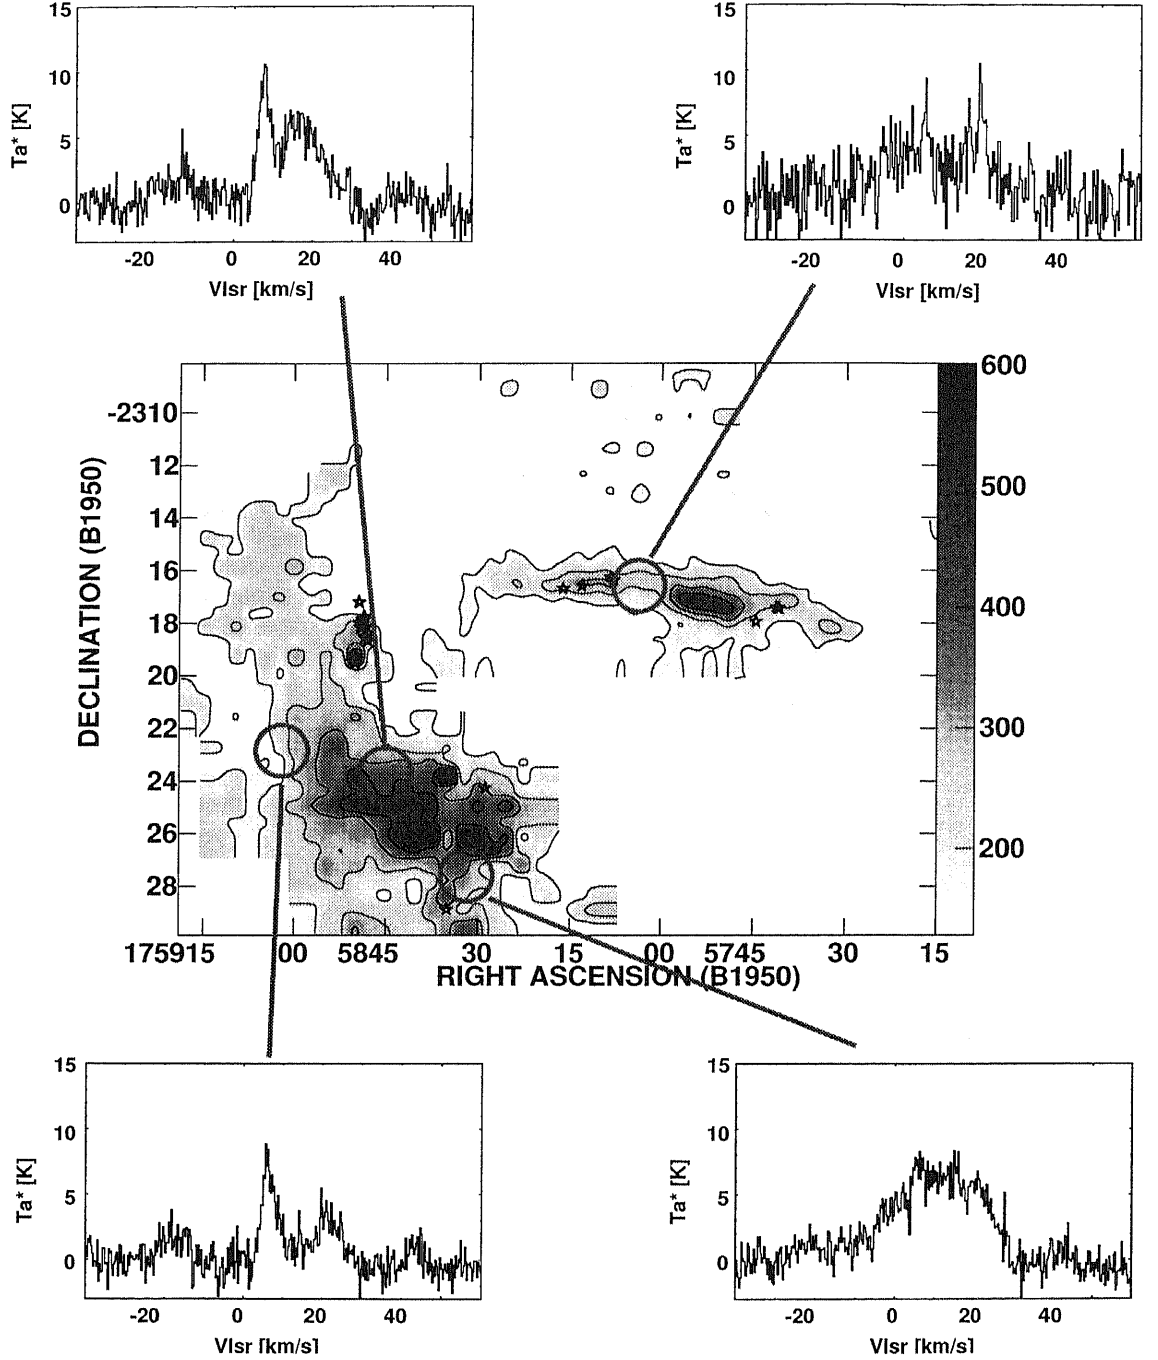 15
10
5
0
Ta* [K]
-20 0 20 40
Vlsr [km/s]
15
10
5
0
Ta* [K]
-20 0 20 40
Vlsr [km/s]
-2310
12
14
16
18
20
22
24
26
28
DECLINATION (B1950)
175915 00 5845 30 15 00 5745 30 15
RIGHT ASCENSION (B1950)
600
500
400
300
200
15
10
5
0
Ta* [K]
-20 0 20 40
Vlsr [km/s]
15
10
5
0
Ta* [K]
-20 0 20 40
Vlsr [km/s]